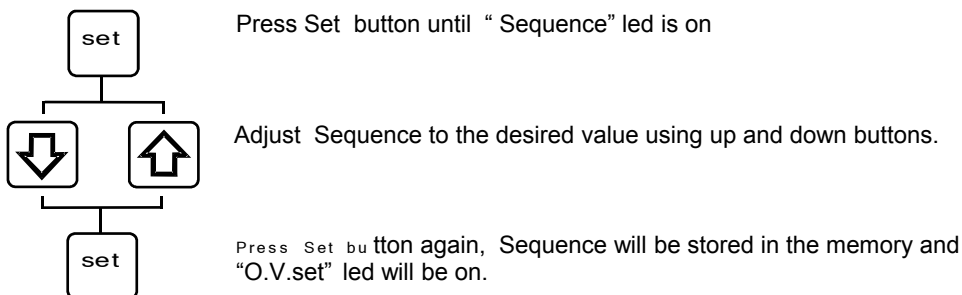 set
Press Set button until “ Sequence” led is on
Adjust Sequence to the desired value using up and down buttons.
set
Press Set button again, Sequence will be stored in the memory and
“O.V.set” led will be on.